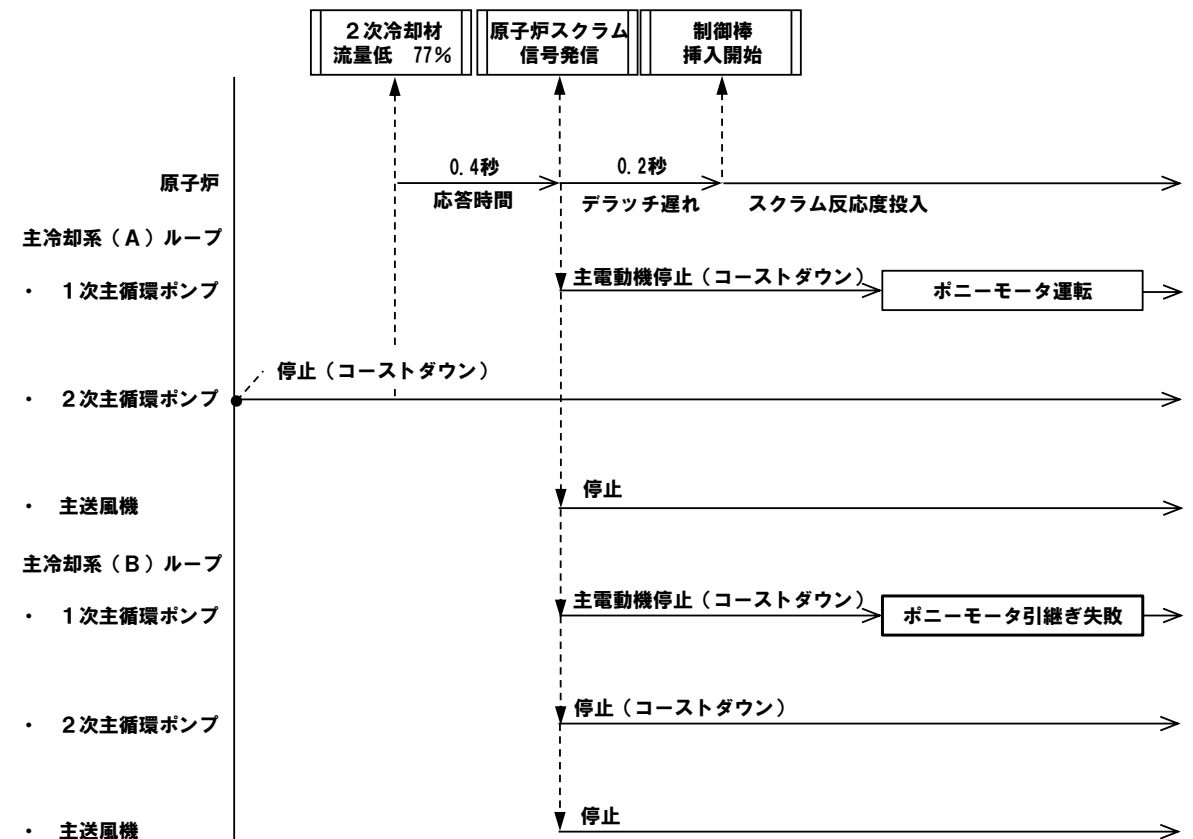 2次冷却材
流量低 77%
原子炉スクラム
信号発信
制御棒
挿入開始
原子炉
0.4秒
応答時間
0.2秒
デラッチ遅れ
スクラム反応度投入
主冷却系（A）ループ
・ 1次主循環ポンプ
主電動機停止（コーストダウン）
ポニーモータ運転
・ 2次主循環ポンプ
停止（コーストダウン）
・ 主送風機
停止
主冷却系（B）ループ
・ 1次主循環ポンプ
主電動機停止（コーストダウン）
ポニーモータ引継ぎ失敗
・ 2次主循環ポンプ
停止（コーストダウン）
・ 主送風機
停止